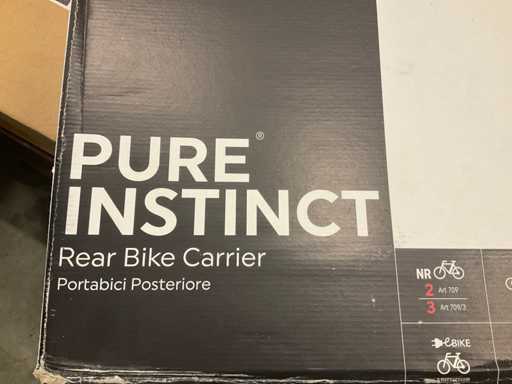 PURE®
INSTINCT
Rear Bike Carrier
Portabici Posteriore
NR
2 Art 709
3 Art 709/3
eBIKE